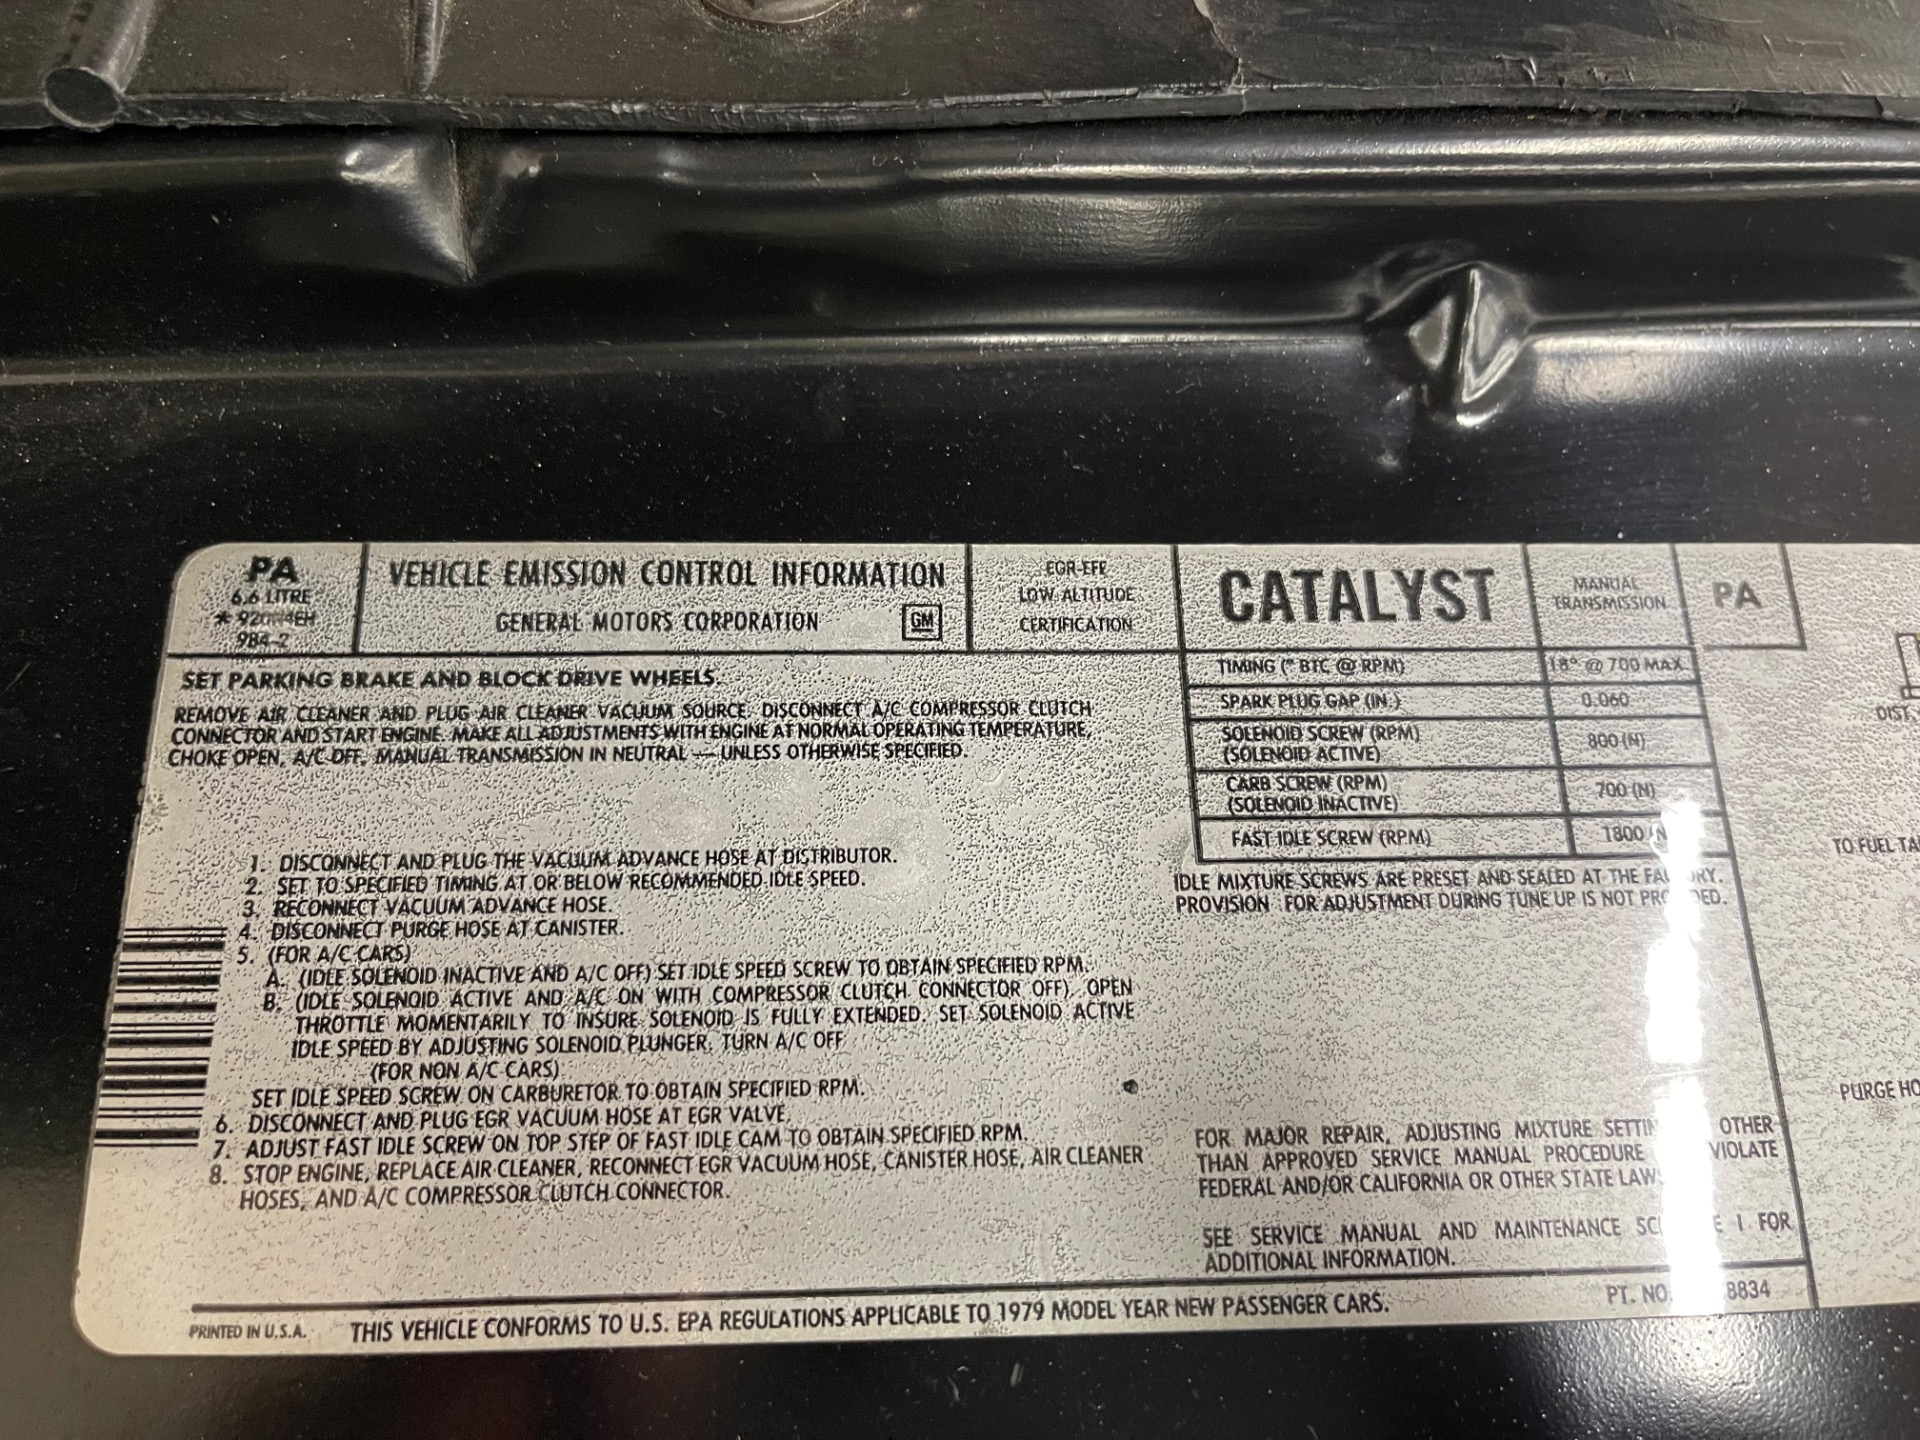 PA
6.6 LITRE
984-2
VEHICLE EMISSION CONTROL INFORMATION
GENERAL MOTORS CORPORATION
GM
EGR-EFE
LOW ALTITUDE
CERTIFICATION
CATALYST
MANUAL
TRANSMISSION
PA
SET PARKING BRAKE AND BLOCK DRIVE WHEELS.
REMOVE AIR CLEANER AND PLUG AIR CLEANER VACUUM SOURCE. DISCONNECT A/C COMPRESSOR CLUTCH
CONNECTOR AND START ENGINE. MAKE ALL ADJUSTMENTS WITH ENGINE AT NORMAL OPERATING TEMPERATURE,
CHOKE OPEN, A/C OFF, MANUAL TRANSMISSION IN NEUTRAL — UNLESS OTHERWISE SPECIFIED.
1. DISCONNECT AND PLUG THE VACUUM ADVANCE HOSE AT DISTRIBUTOR.
2. SET TO SPECIFIED TIMING AT OR BELOW RECOMMENDED IDLE SPEED.
3. RECONNECT VACUUM ADVANCE HOSE.
4. DISCONNECT PURGE HOSE AT CANISTER.
5. (FOR A/C CARS)
A. (IDLE SOLENOID INACTIVE AND A/C OFF) SET IDLE SPEED SCREW TO OBTAIN SPECIFIED RPM.
B. (IDLE SOLENOID ACTIVE AND A/C ON WITH COMPRESSOR CLUTCH CONNECTOR OFF). OPEN
THROTTLE MOMENTARILY TO INSURE SOLENOID IS FULLY EXTENDED. SET SOLENOID ACTIVE
IDLE SPEED BY ADJUSTING SOLENOID PLUNGER. TURN A/C OFF
(FOR NON A/C CARS)
SET IDLE SPEED SCREW ON CARBURETOR TO OBTAIN SPECIFIED RPM.
6. DISCONNECT AND PLUG EGR VACUUM HOSE AT EGR VALVE.
7. ADJUST FAST IDLE SCREW ON TOP STEP OF FAST IDLE CAM TO OBTAIN SPECIFIED RPM.
8. STOP ENGINE, REPLACE AIR CLEANER, RECONNECT EGR VACUUM HOSE, CANISTER HOSE, AIR CLEANER
HOSES, AND A/C COMPRESSOR CLUTCH CONNECTOR.
TIMING (° BTC @ RPM) 18° @ 700 MAX
SPARK PLUG GAP (IN.) 0.060
SOLENOID SCREW (RPM)
(SOLENOID ACTIVE) 800 (N)
CARB SCREW (RPM)
(SOLENOID INACTIVE) 700 (N)
FAST IDLE SCREW (RPM) 1800
IDLE MIXTURE SCREWS ARE PRESET AND SEALED AT THE
PROVISION FOR ADJUSTMENT DURING TUNE UP IS NOT
FOR MAJOR REPAIR, ADJUSTING MIXTURE OTHER
THAN APPROVED SERVICE MANUAL PROCEDURE VIOLATE
FEDERAL AND/OR CALIFORNIA OR OTHER STATE LAW
SEE SERVICE MANUAL AND MAINTENANCE I FOR
ADDITIONAL INFORMATION.
PT. NO. 8834
PRINTED IN U.S.A. THIS VEHICLE CONFORMS TO U.S. EPA REGULATIONS APPLICABLE TO 1979 MODEL YEAR NEW PASSENGER CARS.
DIST.
TO FUEL TA
PURGE HO